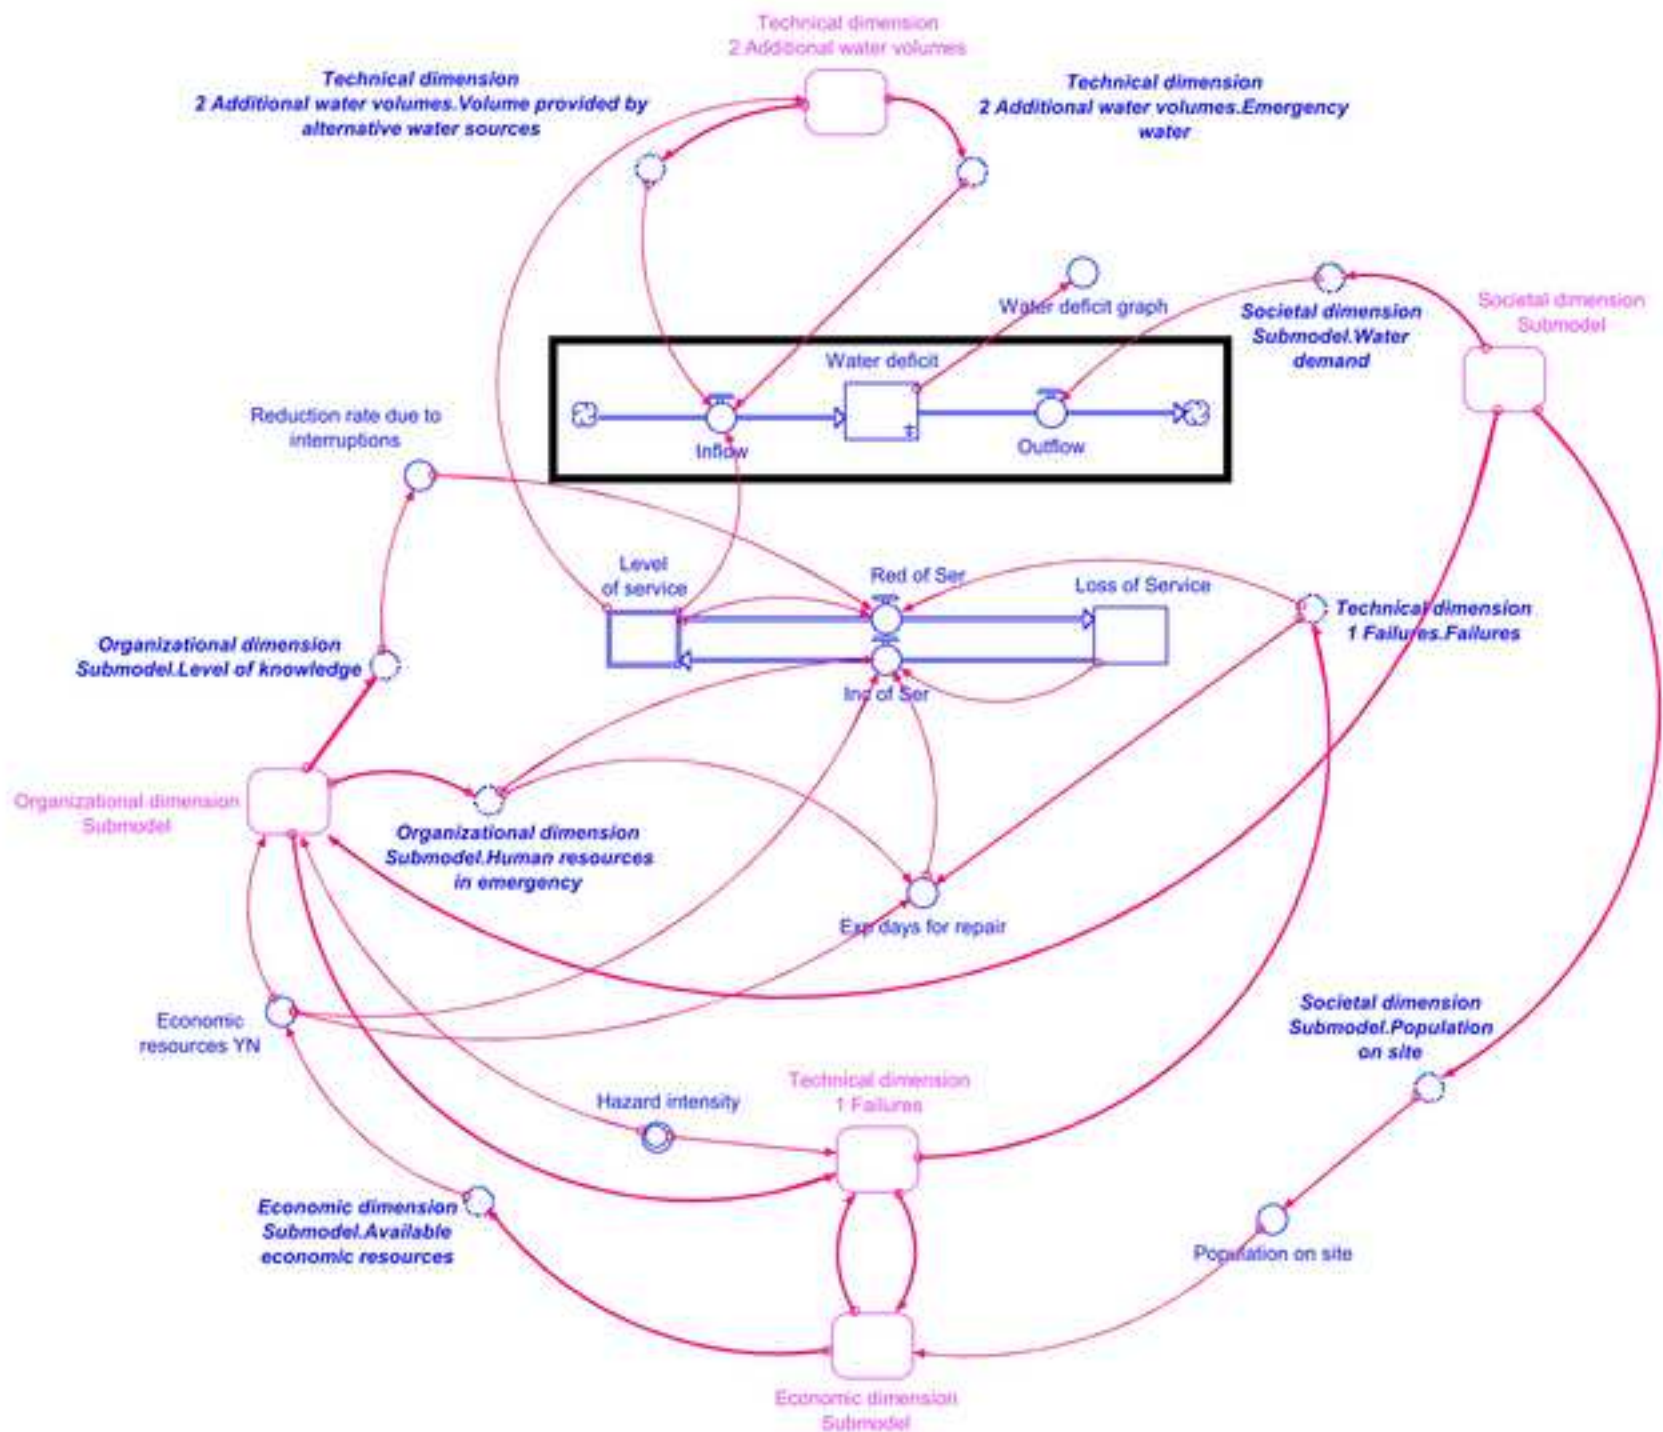 Technical dimension
2 Additional water volumes
Technical dimension
2 Additional water volumes.Volume provided by
alternative water sources
Technical dimension
2 Additional water volumes.Emergency
water
Water deficit graph
Societal dimension
Submodel.Water
demand
Societal dimension
Submodel
Water deficit
Inflow
Outflow
Reduction rate due to
interruptions
Level
of service
Red of Ser
Loss of Service
Technical dimension
1 Failures.Failures
Organizational dimension
Submodel.Level of knowledge
Inc of Ser
Organizational dimension
Submodel
Organizational dimension
Submodel.Human resources
in emergency
Exp days for repair
Economic
resources YN
Societal dimension
Submodel.Population
on site
Hazard intensity
Technical dimension
1 Failures
Economic dimension
Submodel.Available
economic resources
Population on site
Economic dimension
Submodel